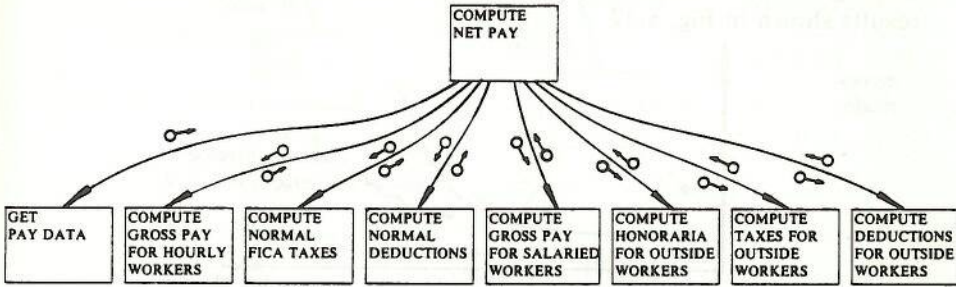 COMPUTE
NET PAY
GET
PAY DATA
COMPUTE
GROSS PAY
FOR HOURLY
WORKERS
COMPUTE
NORMAL
FICA TAXES
COMPUTE
NORMAL
DEDUCTIONS
COMPUTE
GROSS PAY
FOR SALARIED
WORKERS
COMPUTE
HONORARIA
FOR OUTSIDE
WORKERS
COMPUTE
TAXES FOR
OUTSIDE
WORKERS
COMPUTE
DEDUCTIONS
FOR OUTSIDE
WORKERS